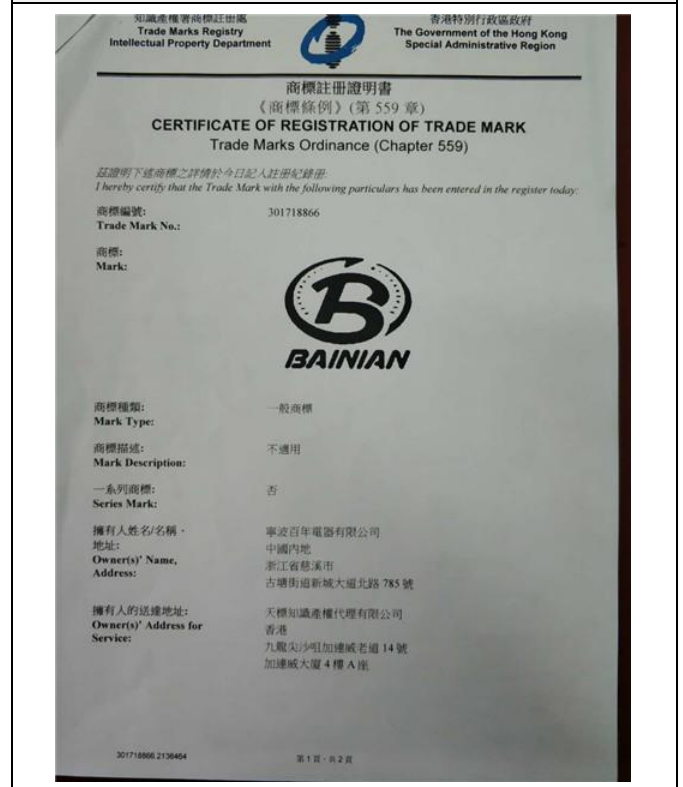 知識產權署商標註冊處
Trade Marks Registry
Intellectual Property Department
香港特別行政區政府
The Government of the Hong Kong
Special Administrative Region
商標註冊證明書
《商標條例》(第 559 章)
CERTIFICATE OF REGISTRATION OF TRADE MARK
Trade Marks Ordinance (Chapter 559)
茲證明下述商標之詳情於今日記入註冊紀錄冊:
I hereby certify that the Trade Mark with the following particulars has been entered in the register today:
商標編號:
301718866
Trade Mark No.:
商標:
Mark:
B
BAINIAN
商標種類:
一般商標
Mark Type:
商標描述:
不適用
Mark Description:
一系列商標:
否
Series Mark:
擁有人姓名/名稱、
地址:
Owner(s)' Name,
Address:
寧波百年電器有限公司
中國內地
浙江省慈溪市
古塘街道新城大道北路 785 號
擁有人的送達地址:
Owner(s)' Address for
Service:
天標知識產權代理有限公司
香港
九龍尖沙咀加連威老道 14 號
加連威大廈 4 樓 A 座
301718866 2136464
第 1 頁,共 2 頁